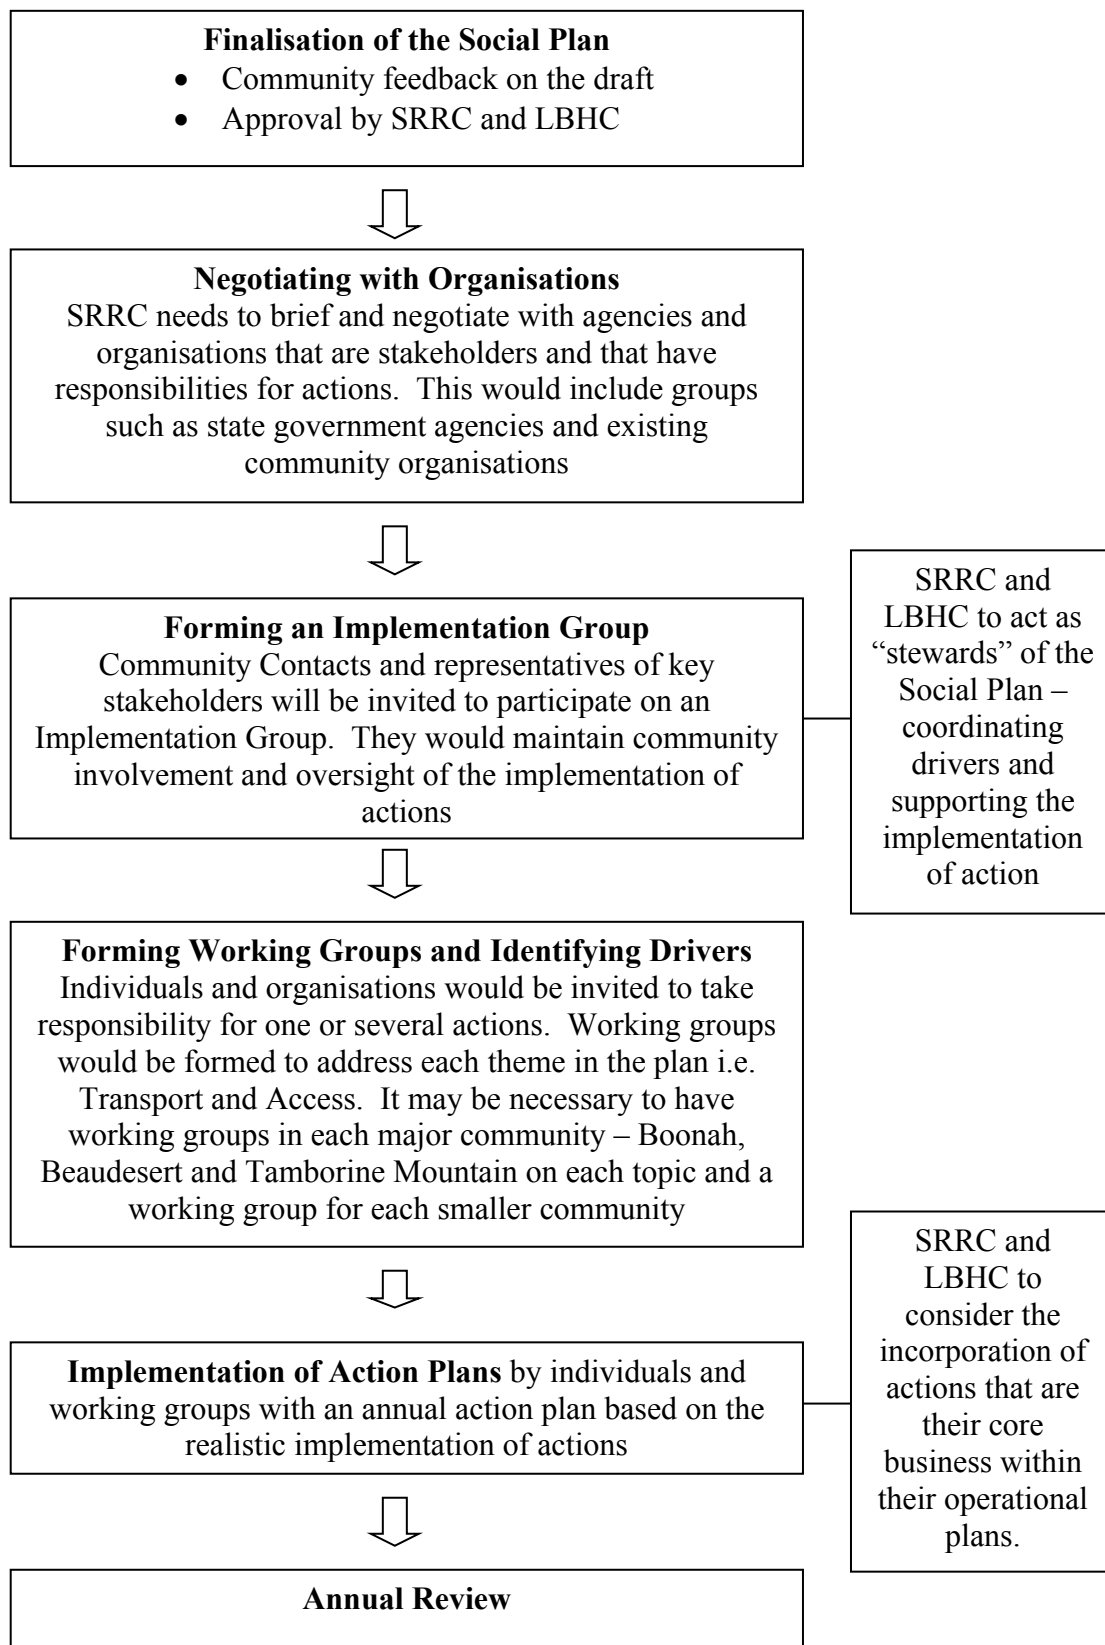 Finalisation of the Social Plan
• Community feedback on the draft
• Approval by SRRC and LBHC
Negotiating with Organisations
SRRC needs to brief and negotiate with agencies and
organisations that are stakeholders and that have
responsibilities for actions.  This would include groups
such as state government agencies and existing
community organisations
Forming an Implementation Group
Community Contacts and representatives of key
stakeholders will be invited to participate on an
Implementation Group.  They would maintain community
involvement and oversight of the implementation of
actions
SRRC and
LBHC to act as
“stewards” of the
Social Plan –
coordinating
drivers and
supporting the
implementation
of action
Forming Working Groups and Identifying Drivers
Individuals and organisations would be invited to take
responsibility for one or several actions.  Working groups
would be formed to address each theme in the plan i.e.
Transport and Access.  It may be necessary to have
working groups in each major community – Boonah,
Beaudesert and Tamborine Mountain on each topic and a
working group for each smaller community
Implementation of Action Plans by individuals and
working groups with an annual action plan based on the
realistic implementation of actions
SRRC and
LBHC to
consider the
incorporation of
actions that are
their core
business within
their operational
plans.
Annual Review